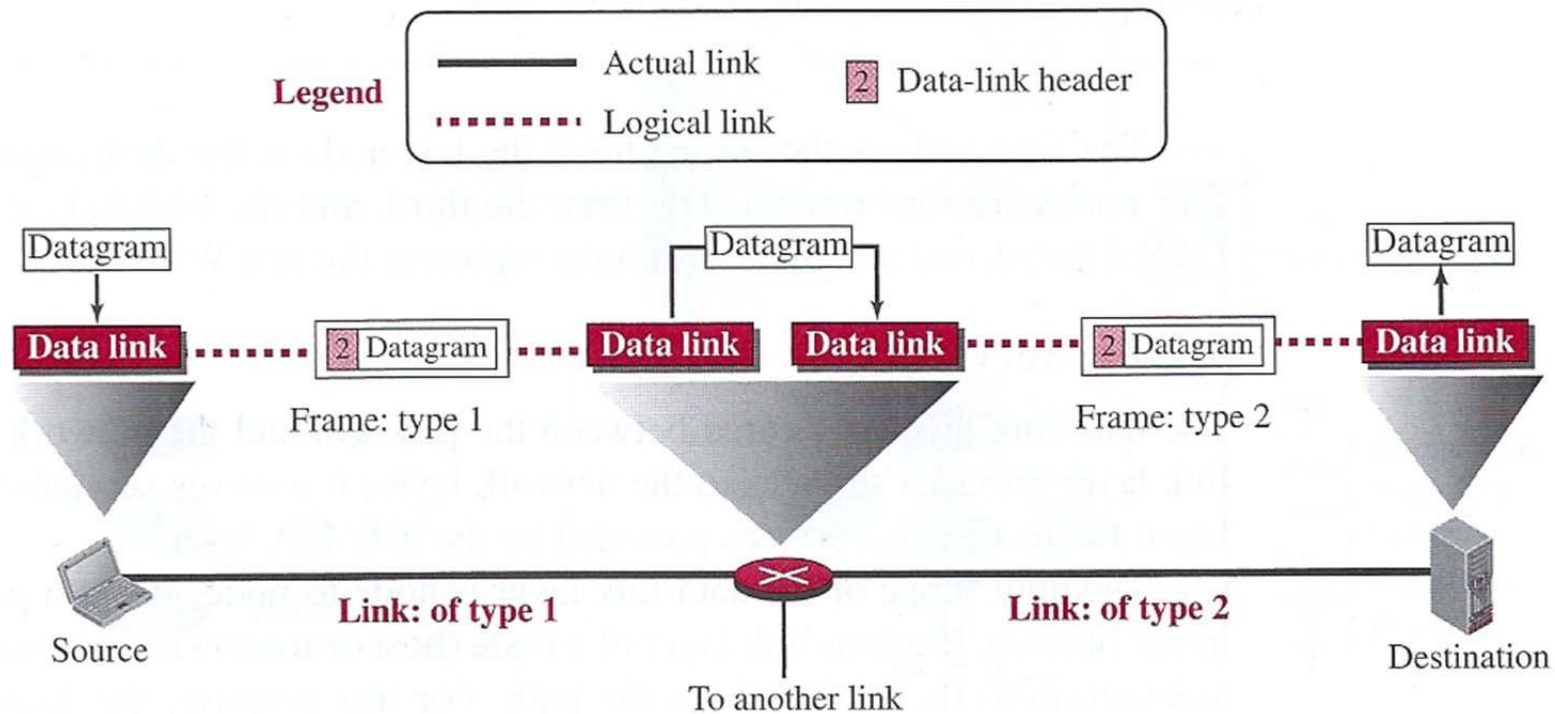 Legend
Actual link
Logical link
2 Data-link header
Datagram
Datagram
Datagram
Data link
2 Datagram
Data link
Data link
2 Datagram
Data link
Frame: type 1
Frame: type 2
Link: of type 1
Link: of type 2
Source
Destination
To another link